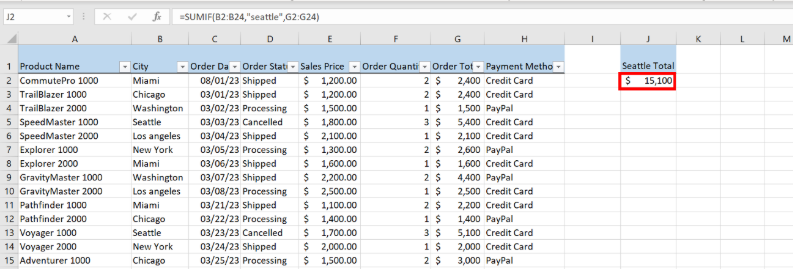 J2 fx =SUMIF(B2:B24,"seattle",G2:G24)
A B C D E F G H I J K L M
1 Product Name City Order Da Order Statu Sales Price Order Quanti Order Tot Payment Metho Seattle Total
2 CommutePro 1000 Miami 08/01/23 Shipped $ 1,200.00 2 $ 2,400 Credit Card $ 15,100
3 TrailBlazer 1000 Chicago 03/01/23 Shipped $ 1,200.00 2 $ 2,400 Credit Card
4 TrailBlazer 2000 Washington 03/02/23 Processing $ 1,500.00 1 $ 1,500 PayPal
5 SpeedMaster 1000 Seattle 03/03/23 Cancelled $ 1,800.00 3 $ 5,400 Credit Card
6 SpeedMaster 2000 Los angeles 03/04/23 Shipped $ 2,100.00 1 $ 2,100 Credit Card
7 Explorer 1000 New York 03/05/23 Processing $ 1,300.00 2 $ 2,600 PayPal
8 Explorer 2000 Miami 03/06/23 Shipped $ 1,600.00 1 $ 1,600 Credit Card
9 GravityMaster 1000 Washington 03/07/23 Shipped $ 2,200.00 2 $ 4,400 PayPal
10 GravityMaster 2000 Los angeles 03/08/23 Processing $ 2,500.00 1 $ 2,500 Credit Card
11 Pathfinder 1000 Miami 03/21/23 Shipped $ 1,100.00 2 $ 2,200 Credit Card
12 Pathfinder 2000 Chicago 03/22/23 Processing $ 1,400.00 1 $ 1,400 PayPal
13 Voyager 1000 Seattle 03/23/23 Cancelled $ 1,700.00 3 $ 5,100 Credit Card
14 Voyager 2000 New York 03/24/23 Shipped $ 2,000.00 1 $ 2,000 Credit Card
15 Adventurer 1000 Chicago 03/25/23 Processing $ 1,500.00 2 $ 3,000 PayPal